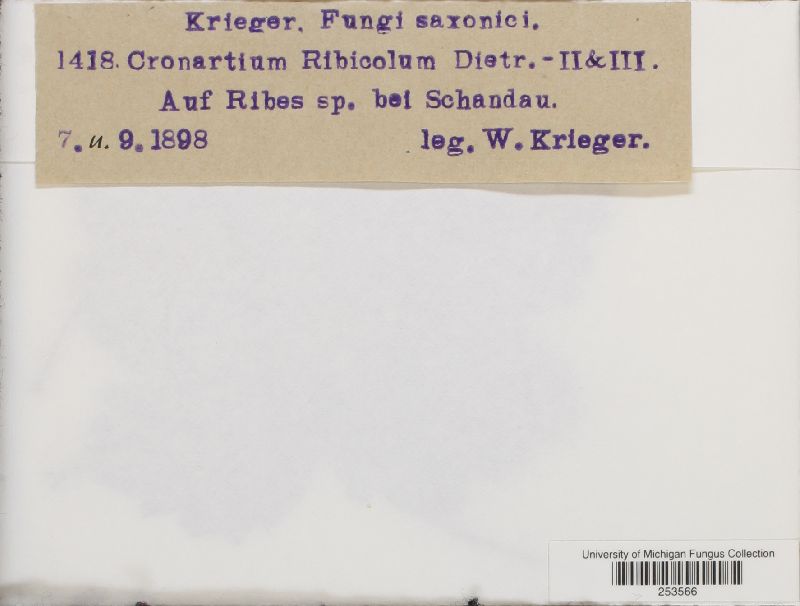 Krieger, Fungi saxonici.
1418. Cronartium Ribicolum Dietr.-II&III.
Auf Ribes sp. bei Schandau.
7. u. 9. 1898 leg. W. Krieger.
University of Michigan Fungus Collection
253566